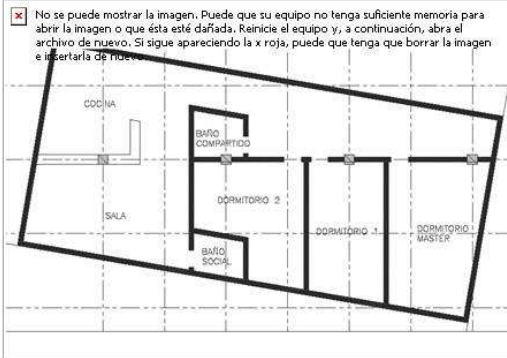 No se puede mostrar la imagen. Puede que su equipo no tenga suficiente memoria para
abrir la imagen o que ésta esté dañada. Reinicie el equipo y, a continuación, abra el
archivo de nuevo. Si sigue apareciendo la x roja, puede que tenga que borrar la imagen
e insertarla de nuevo.
COCINA
BAÑO
COMPARTIDO
DORMITORIO 2
SALA
DORMITORIO 1
DORMITORIO
MASTER
BAÑO
SOCIAL